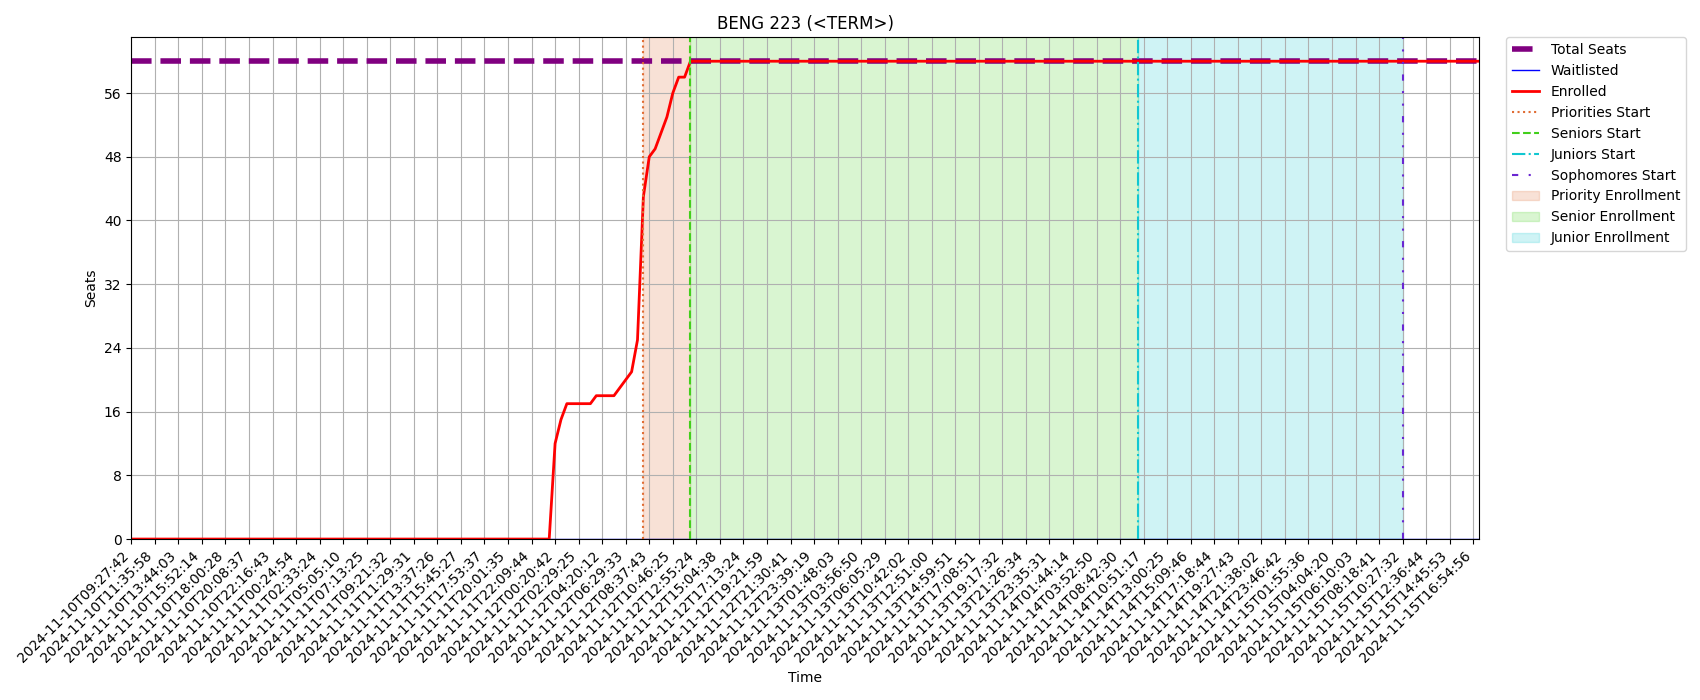 BENG 223 (<TERM>)
Total Seats
Waitlisted
Enrolled
Priorities Start
Seniors Start
Juniors Start
Sophomores Start
Priority Enrollment
Senior Enrollment
Junior Enrollment
Seats
56
48
40
32
24
16
8
0
2024-11-10T09:27:42
2024-11-10T11:35:58
2024-11-10T13:44:03
2024-11-10T15:52:14
2024-11-10T18:00:28
2024-11-10T20:08:37
2024-11-10T22:16:43
2024-11-11T00:24:54
2024-11-11T02:33:24
2024-11-11T05:05:10
2024-11-11T07:13:25
2024-11-11T09:21:32
2024-11-11T11:29:31
2024-11-11T13:37:26
2024-11-11T15:45:27
2024-11-11T17:53:37
2024-11-11T20:01:35
2024-11-11T22:09:44
2024-11-12T00:20:42
2024-11-12T02:29:25
2024-11-12T04:20:12
2024-11-12T06:29:33
2024-11-12T08:37:43
2024-11-12T10:46:25
2024-11-12T12:55:24
2024-11-12T15:04:38
2024-11-12T17:13:24
2024-11-12T19:21:59
2024-11-12T21:30:41
2024-11-12T23:39:19
2024-11-13T01:48:03
2024-11-13T03:56:50
2024-11-13T06:05:29
2024-11-13T10:42:02
2024-11-13T12:51:00
2024-11-13T14:59:51
2024-11-13T17:08:51
2024-11-13T19:17:32
2024-11-13T21:26:34
2024-11-13T23:35:31
2024-11-14T01:44:14
2024-11-14T03:52:50
2024-11-14T08:42:30
2024-11-14T10:51:17
2024-11-14T13:00:25
2024-11-14T15:09:46
2024-11-14T17:18:44
2024-11-14T19:27:43
2024-11-14T21:38:02
2024-11-14T23:46:42
2024-11-15T01:55:36
2024-11-15T04:04:20
2024-11-15T06:10:03
2024-11-15T08:18:41
2024-11-15T10:27:32
2024-11-15T12:36:44
2024-11-15T14:45:53
2024-11-15T16:54:56
Time